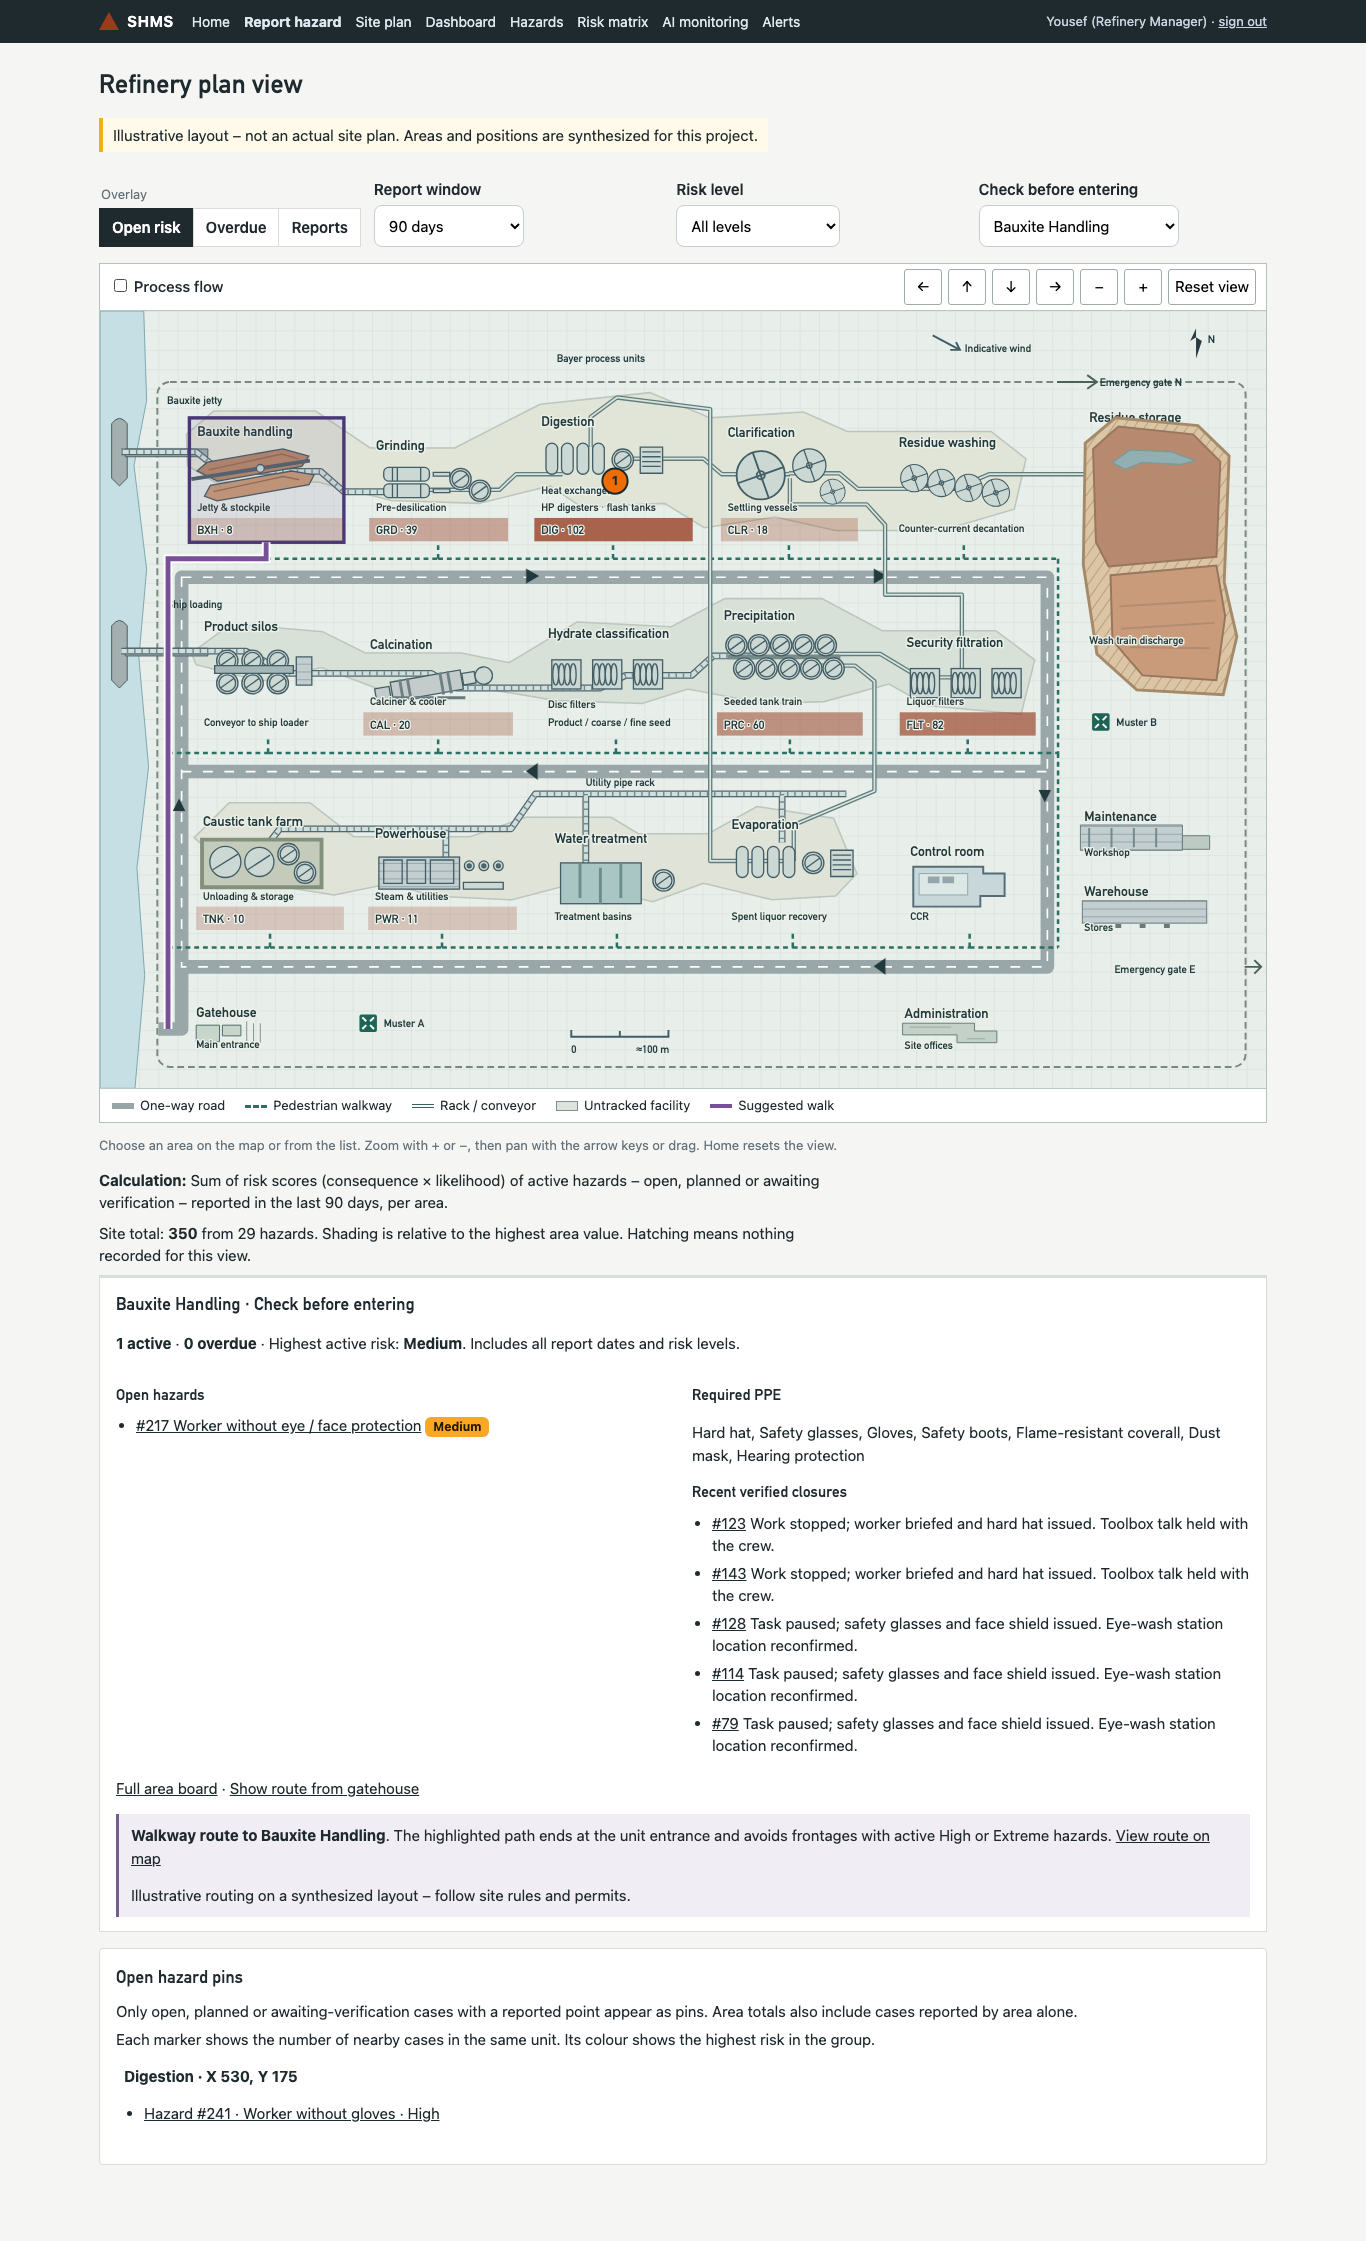 SHMS Home Report hazard Site plan Dashboard Hazards Risk matrix AI monitoring Alerts Yousef (Refinery Manager) · sign out
Refinery plan view
Illustrative layout – not an actual site plan. Areas and positions are synthesized for this project.
Overlay
Open risk Overdue Reports
Report window
90 days
Risk level
All levels
Check before entering
Bauxite Handling
Process flow
← ↑ ↓ → − + Reset view
Indicative wind
N
Bayer process units
Emergency gate N
Bauxite jetty
Residue storage
Bauxite handling
Digestion
Clarification
Grinding
Residue washing
1
Heat exchange
Jetty & stockpile
Pre-desilication
HP digesters · flash tanks
Settling vessels
BXH · 8
GRD · 39
DIG · 102
CLR · 18
Counter-current decantation
hip loading
Product silos
Calcination
Hydrate classification
Precipitation
Security filtration
Wash train discharge
Calciner & cooler
Disc filters
Seeded tank train
Liquor filters
Conveyor to ship loader
CAL · 20
Product / coarse / fine seed
PRC · 60
FLT · 82
Muster B
Utility pipe rack
Caustic tank farm
Powerhouse
Water treatment
Evaporation
Control room
Maintenance
Workshop
Warehouse
Stores
Unloading & storage
Steam & utilities
Treatment basins
Spent liquor recovery
CCR
TNK · 10
PWR · 11
Emergency gate E
Gatehouse
Main entrance
Muster A
0 ≈100 m
Administration
Site offices
One-way road Pedestrian walkway Rack / conveyor Untracked facility Suggested walk
Choose an area on the map or from the list. Zoom with + or −, then pan with the arrow keys or drag. Home resets the view.
Calculation: Sum of risk scores (consequence × likelihood) of active hazards – open, planned or awaiting
verification – reported in the last 90 days, per area.
Site total: 350 from 29 hazards. Shading is relative to the highest area value. Hatching means nothing
recorded for this view.
Bauxite Handling · Check before entering
1 active · 0 overdue · Highest active risk: Medium. Includes all report dates and risk levels.
Open hazards
#217 Worker without eye / face protection Medium
Required PPE
Hard hat, Safety glasses, Gloves, Safety boots, Flame-resistant coverall, Dust
mask, Hearing protection
Recent verified closures
#123 Work stopped; worker briefed and hard hat issued. Toolbox talk held with
the crew.
#143 Work stopped; worker briefed and hard hat issued. Toolbox talk held with
the crew.
#128 Task paused; safety glasses and face shield issued. Eye-wash station
location reconfirmed.
#114 Task paused; safety glasses and face shield issued. Eye-wash station
location reconfirmed.
#79 Task paused; safety glasses and face shield issued. Eye-wash station
location reconfirmed.
Full area board · Show route from gatehouse
Walkway route to Bauxite Handling. The highlighted path ends at the unit entrance and avoids frontages with active High or Extreme hazards. View route on
map
Illustrative routing on a synthesized layout – follow site rules and permits.
Open hazard pins
Only open, planned or awaiting-verification cases with a reported point appear as pins. Area totals also include cases reported by area alone.
Each marker shows the number of nearby cases in the same unit. Its colour shows the highest risk in the group.
Digestion · X 530, Y 175
Hazard #241 · Worker without gloves · High